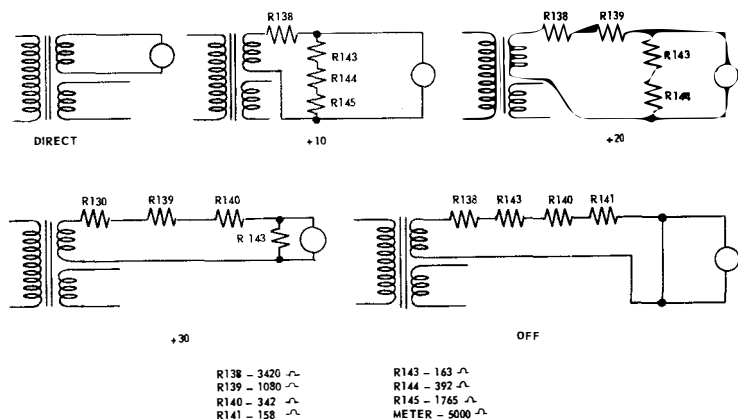 R138
R143
R144
R145
DIRECT
+10
R138 R139
R143
R144
+20
R130 R139 R140
R 143
+30
R138 R143 R140 R141
OFF
R138 – 3420 Ω
R139 – 1080 Ω
R140 – 342 Ω
R141 – 158 Ω
R143 – 163 Ω
R144 – 392 Ω
R145 – 1765 Ω
METER – 5000 Ω